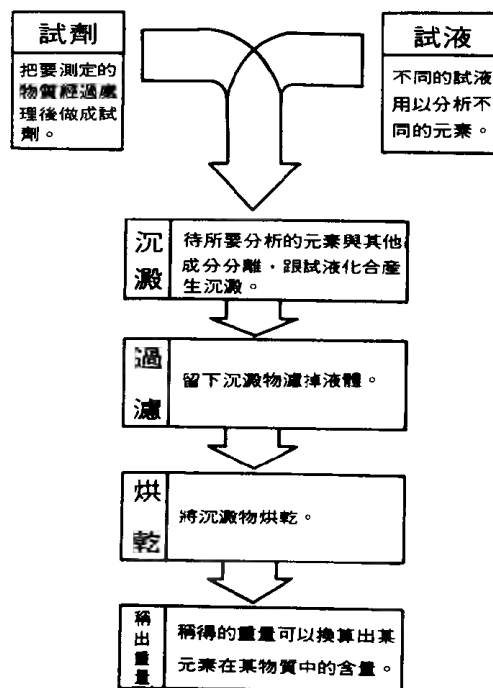 試劑
把要測定的
物質經過處
理後做成試
劑。
試液
不同的試液
用以分析不
同的元素。
沉澱
待所要分析的元素與其他
成分分離，跟試液化合產
生沉澱。
過濾
留下沉澱物濾掉液體。
烘乾
將沉澱物烘乾。
稱出重量
稱得的重量可以換算出某
元素在某物質中的含量。